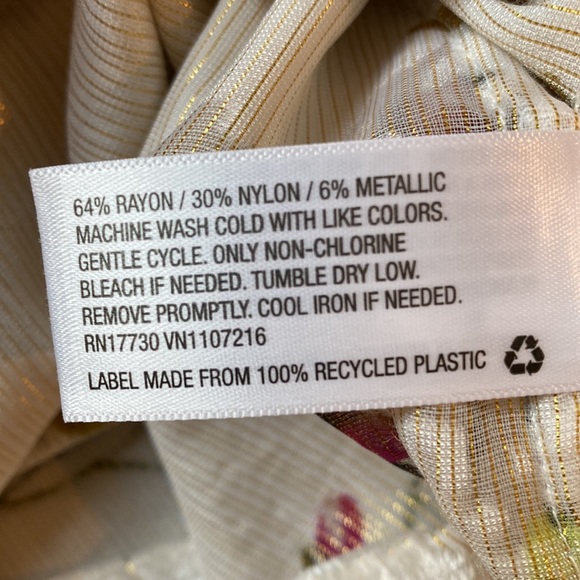 64% RAYON / 30% NYLON / 6% METALLIC
MACHINE WASH COLD WITH LIKE COLORS.
GENTLE CYCLE. ONLY NON-CHLORINE
BLEACH IF NEEDED. TUMBLE DRY LOW.
REMOVE PROMPTLY. COOL IRON IF NEEDED.
RN17730 VN1107216
LABEL MADE FROM 100% RECYCLED PLASTIC